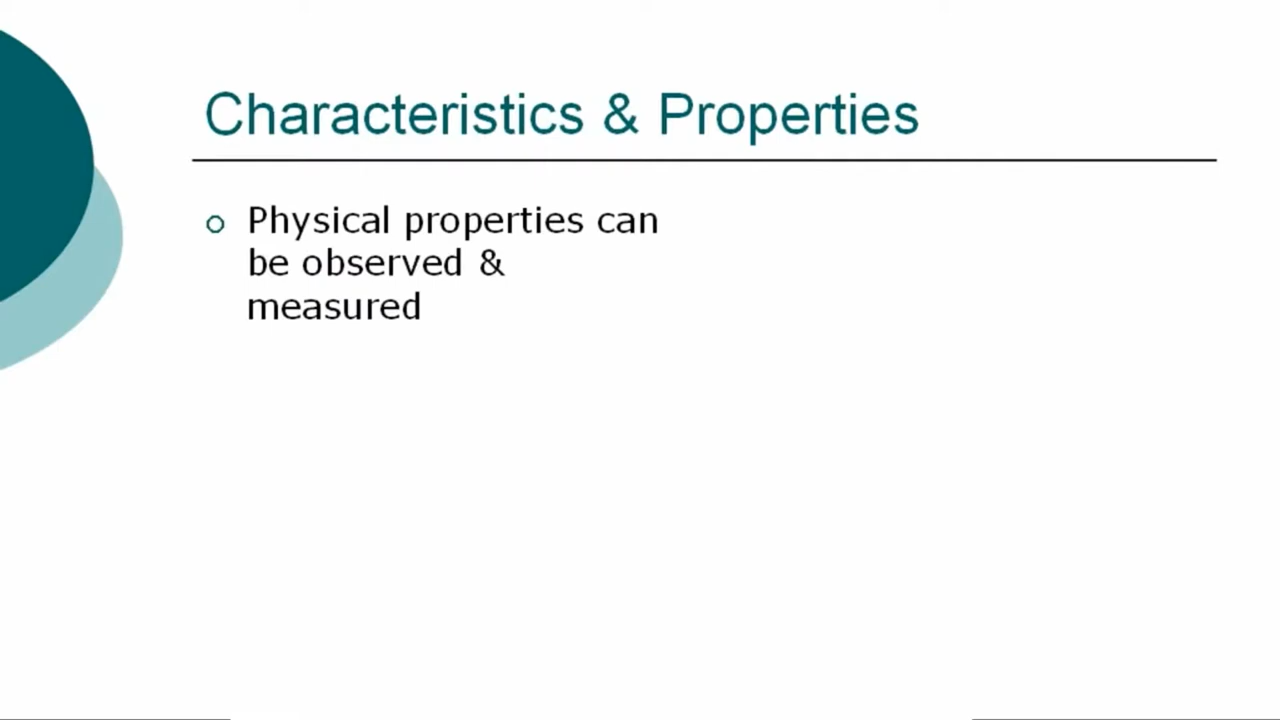 Characteristics & Properties
Physical properties can
be observed &
measured